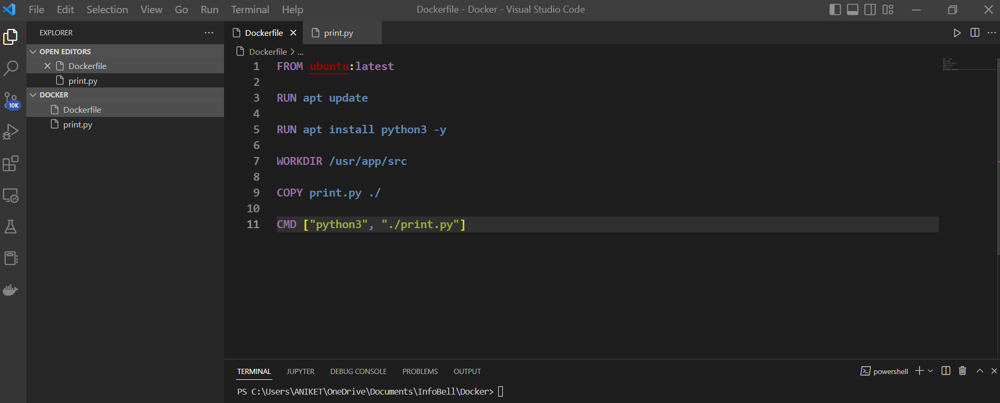 File Edit Selection View Go Run Terminal Help
Dockerfile - Docker - Visual Studio Code
EXPLORER
OPEN EDITORS
Dockerfile
print.py
DOCKER
Dockerfile
print.py
10K
Dockerfile print.py
Dockerfile > ...
1 FROM ubuntu:latest
2
3 RUN apt update
4
5 RUN apt install python3 -y
6
7 WORKDIR /usr/app/src
8
9 COPY print.py ./
10
11 CMD ["python3", "./print.py"]
TERMINAL JUPYTER DEBUG CONSOLE PROBLEMS OUTPUT
powershell
PS C:\Users\ANIKET\OneDrive\Documents\InfoBell\Docker>